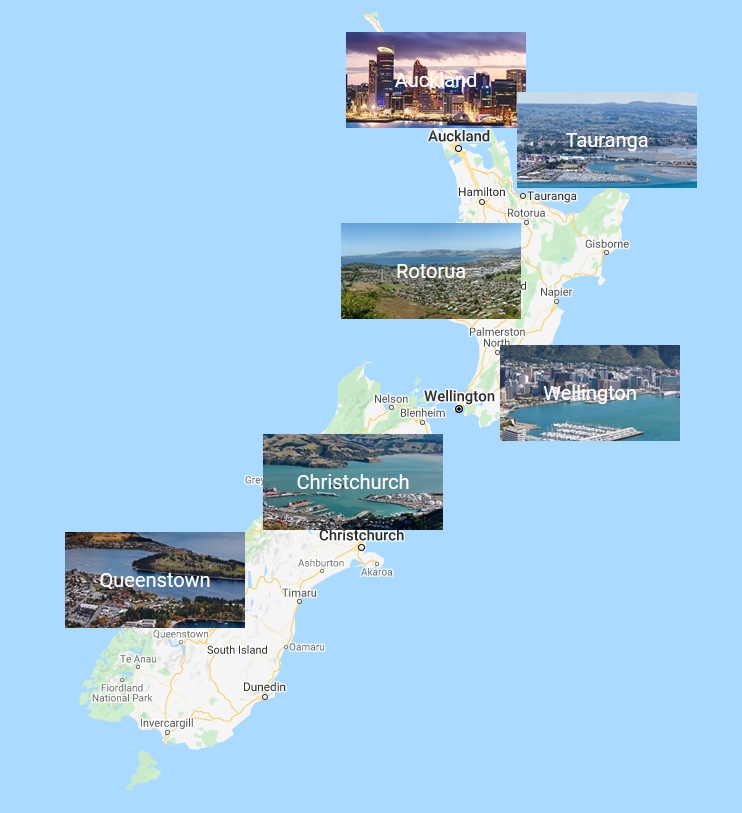 Auckland
Auckland
Tauranga
Hamilton
Tauranga
Rotorua
Gisborne
Rotorua
Napier
Palmerston
North
Wellington
Nelson
Wellington
Blenheim
Christchurch
Christchurch
Ashburton
Akaroa
Queenstown
Timaru
Queenstown
South Island
Oamaru
Te Anau
Fiordland
National Park
Dunedin
Invercargill